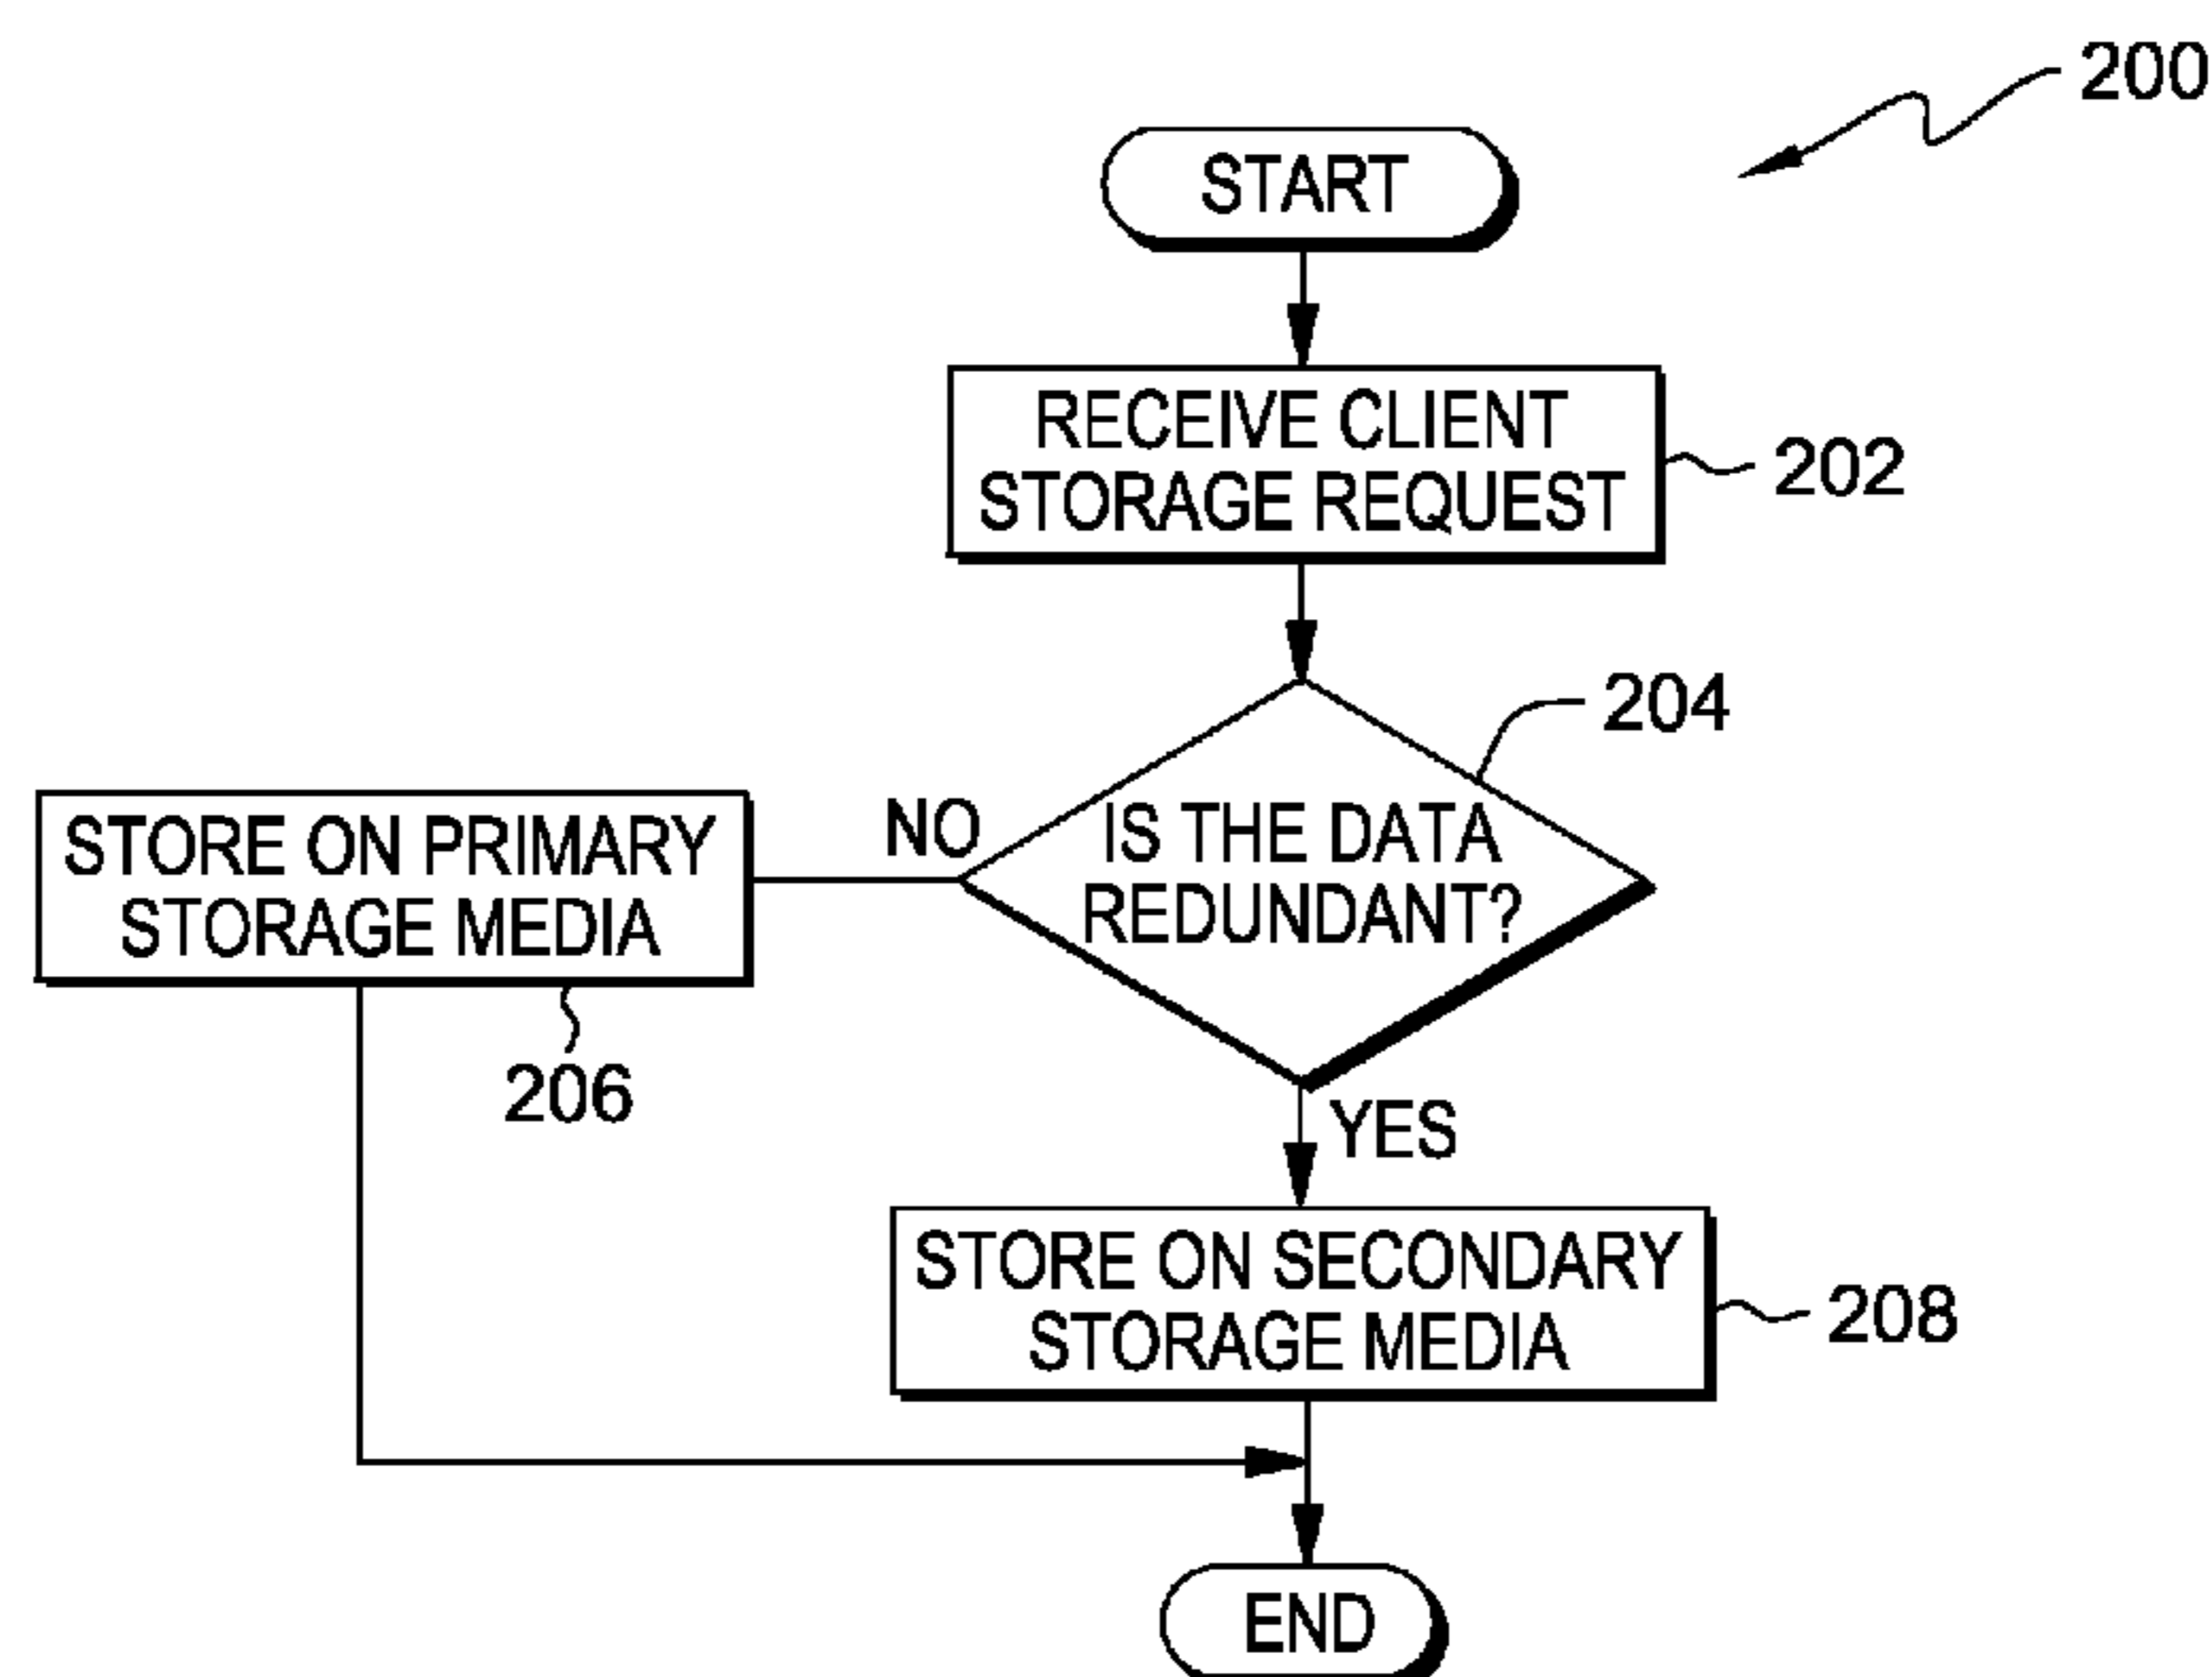 200
START
RECEIVE CLIENT
STORAGE REQUEST
202
204
IS THE DATA
REDUNDANT?
NO
STORE ON PRIMARY
STORAGE MEDIA
206
YES
STORE ON SECONDARY
STORAGE MEDIA
208
END